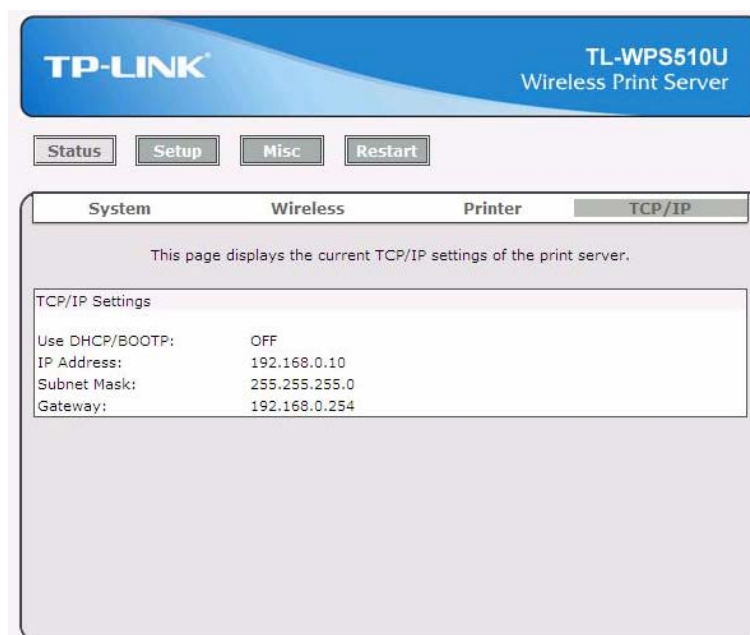 TP-LINK
TL-WPS510U
Wireless Print Server
Status Setup Misc Restart
System Wireless Printer TCP/IP
This page displays the current TCP/IP settings of the print server.
TCP/IP Settings
Use DHCP/BOOTP: OFF
IP Address: 192.168.0.10
Subnet Mask: 255.255.255.0
Gateway: 192.168.0.254